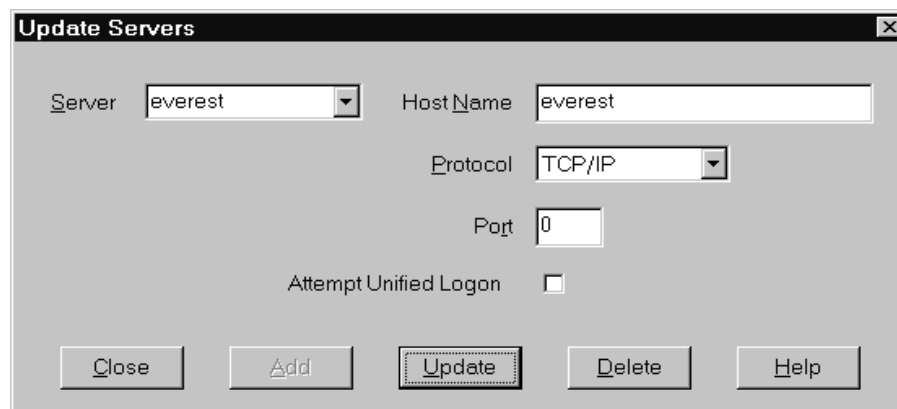 Update Servers
Server everest Host Name everest
Protocol TCP/IP
Port 0
Attempt Unified Logon
Close Add Update Delete Help